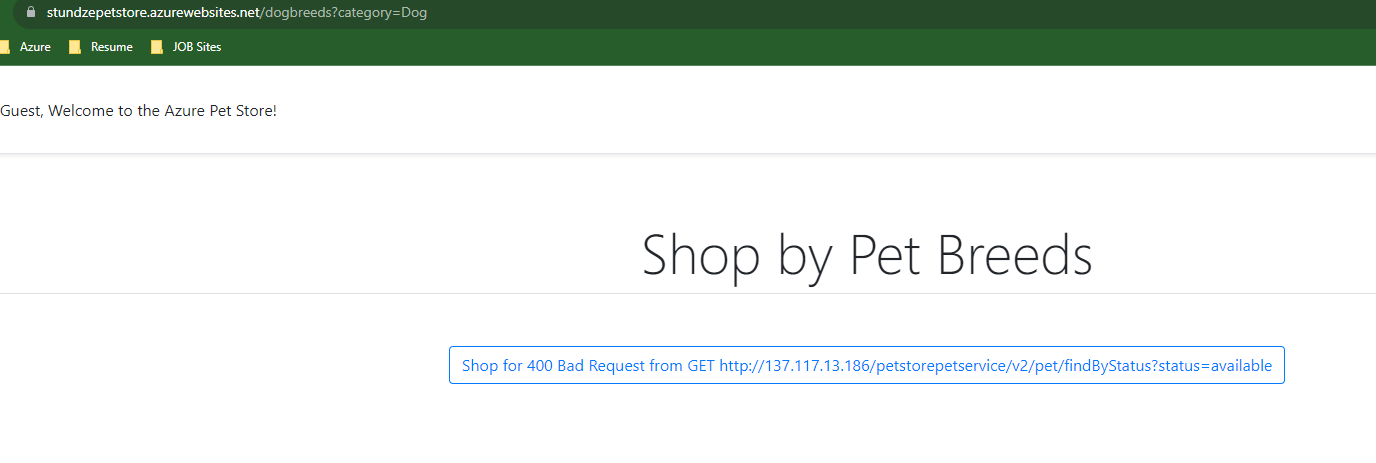 stundzepetstore.azurewebsites.net/dogbreeds?category=Dog
Azure Resume JOB Sites
Guest, Welcome to the Azure Pet Store!
Shop by Pet Breeds
Shop for 400 Bad Request from GET http://137.117.13.186/petstorepetservice/v2/pet/findByStatus?status=available